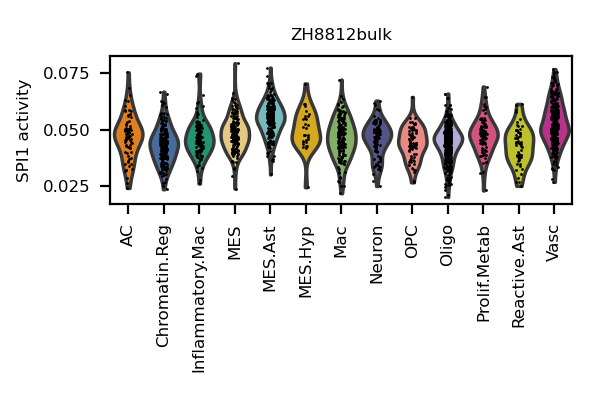 ZH8812bulk
SPI1 activity
0.075
0.050
0.025
AC
Chromatin.Reg
Inflammatory.Mac
MES
MES.Ast
MES.Hyp
Mac
Neuron
OPC
Oligo
Prolif.Metab
Reactive.Ast
Vasc